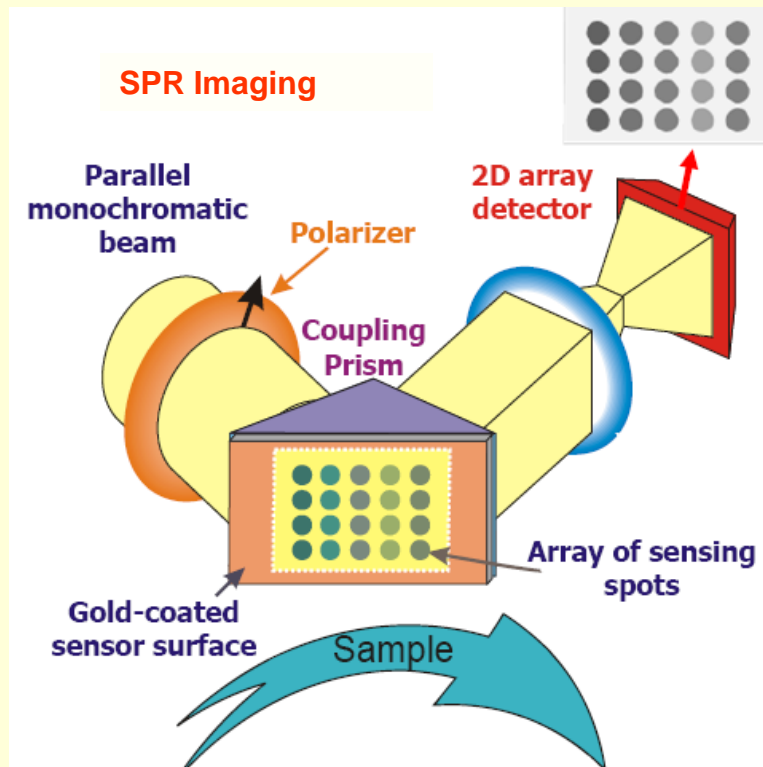 SPR Imaging
Parallel
monochromatic
beam
Polarizer
2D array
detector
Coupling
Prism
Array of sensing
spots
Gold-coated
sensor surface
Sample